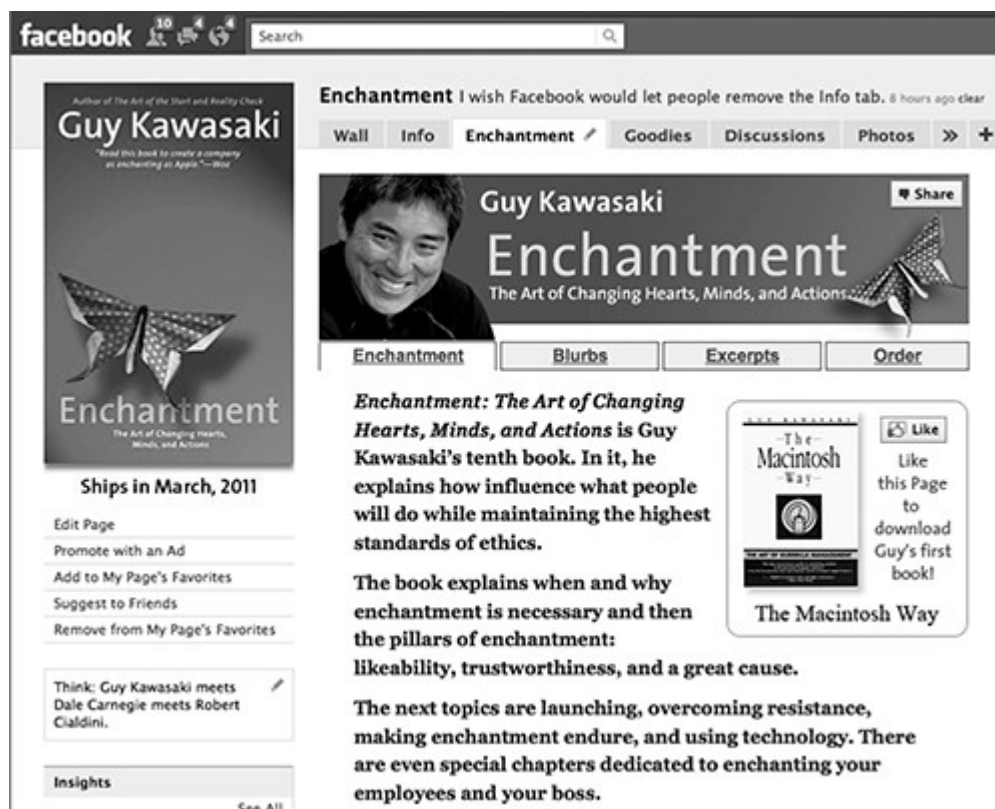 facebook 10 4 4 Search
Author of The Art of the Start and Reality Check
Guy Kawasaki
"Read this book to create a company
as enchanting as Apple."—Woz
Enchantment
The Art of Changing Hearts,
Minds, and Actions
Ships in March, 2011
Edit Page
Promote with an Ad
Add to My Page's Favorites
Suggest to Friends
Remove from My Page's Favorites
Think: Guy Kawasaki meets
Dale Carnegie meets Robert
Cialdini.
Insights
See All
Enchantment I wish Facebook would let people remove the Info tab. 8 hours ago clear
Wall Info Enchantment Goodies Discussions Photos » +
Share
Guy Kawasaki
Enchantment
The Art of Changing Hearts, Minds, and Actions
Enchantment Blurbs Excerpts Order
Enchantment: The Art of Changing
Hearts, Minds, and Actions is Guy
Kawasaki's tenth book. In it, he
explains how influence what people
will do while maintaining the highest
standards of ethics.
The book explains when and why
enchantment is necessary and then
the pillars of enchantment:
likeability, trustworthiness, and a great cause.
The next topics are launching, overcoming resistance,
making enchantment endure, and using technology. There
are even special chapters dedicated to enchanting your
employees and your boss.
GUY KAWASAKI
The
Macintosh
Way
THE ART OF GUERRILLA MANAGEMENT
Like
Like
this Page
to
download
Guy's first
book!
The Macintosh Way